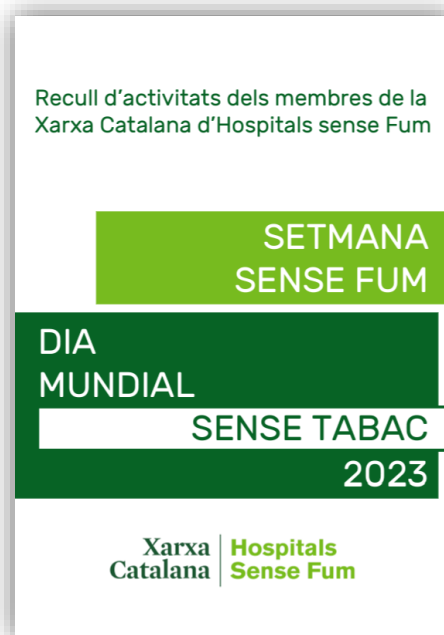 Recull d'activitats dels membres de la
Xarxa Catalana d'Hospitals sense Fum
SETMANA
SENSE FUM
DIA
MUNDIAL
SENSE TABAC
2023
Xarxa
Catalana
Hospitals
Sense Fum